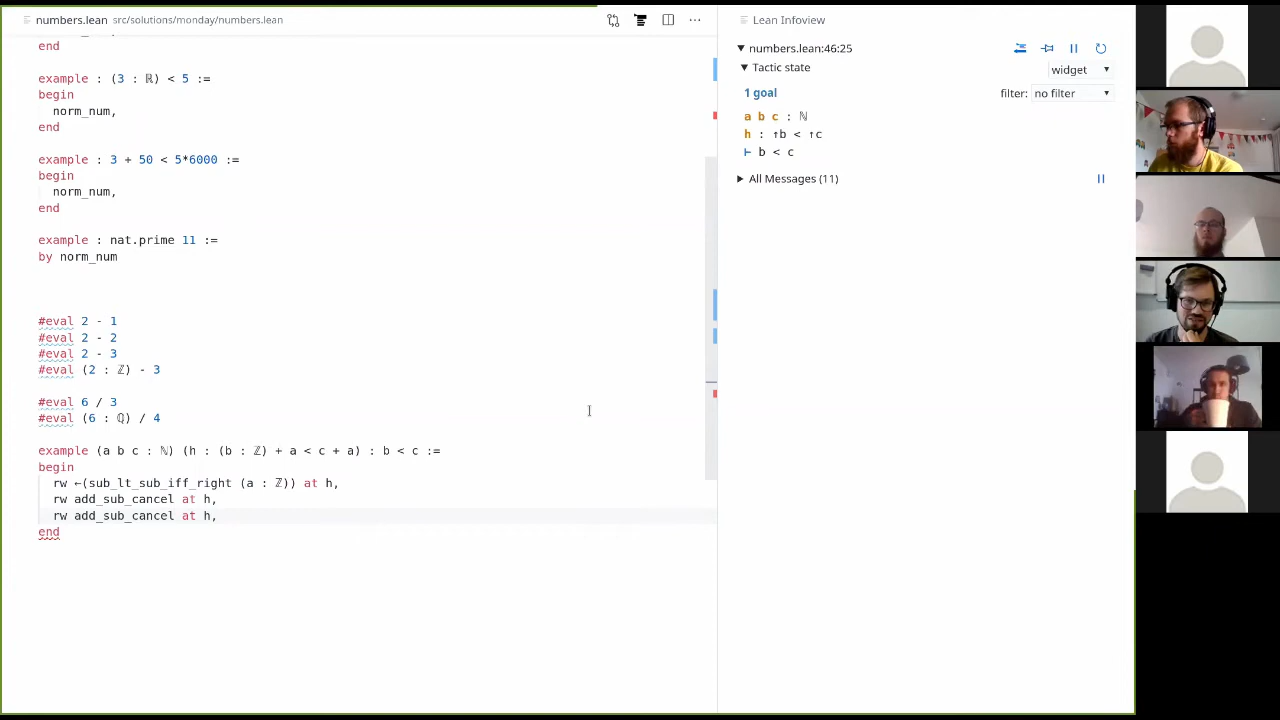 numbers.lean src/solutions/monday/numbers.lean
end
example : (3 : ℝ) < 5 :=
begin
norm_num,
end
example : 3 + 50 < 5*6000 :=
begin
norm_num,
end
example : nat.prime 11 :=
by norm_num
#eval 2 - 1
#eval 2 - 2
#eval 2 - 3
#eval (2 : ℤ) - 3
#eval 6 / 3
#eval (6 : ℚ) / 4
example (a b c : ℕ) (h : (b : ℤ) + a < c + a) : b < c :=
begin
rw ←(sub_lt_sub_iff_right (a : ℤ)) at h,
rw add_sub_cancel at h,
rw add_sub_cancel at h,
end
Lean Infoview
numbers.lean:46:25
Tactic state
widget
1 goal
filter: no filter
a b c : ℕ
h : ↑b < ↑c
⊢ b < c
All Messages (11)